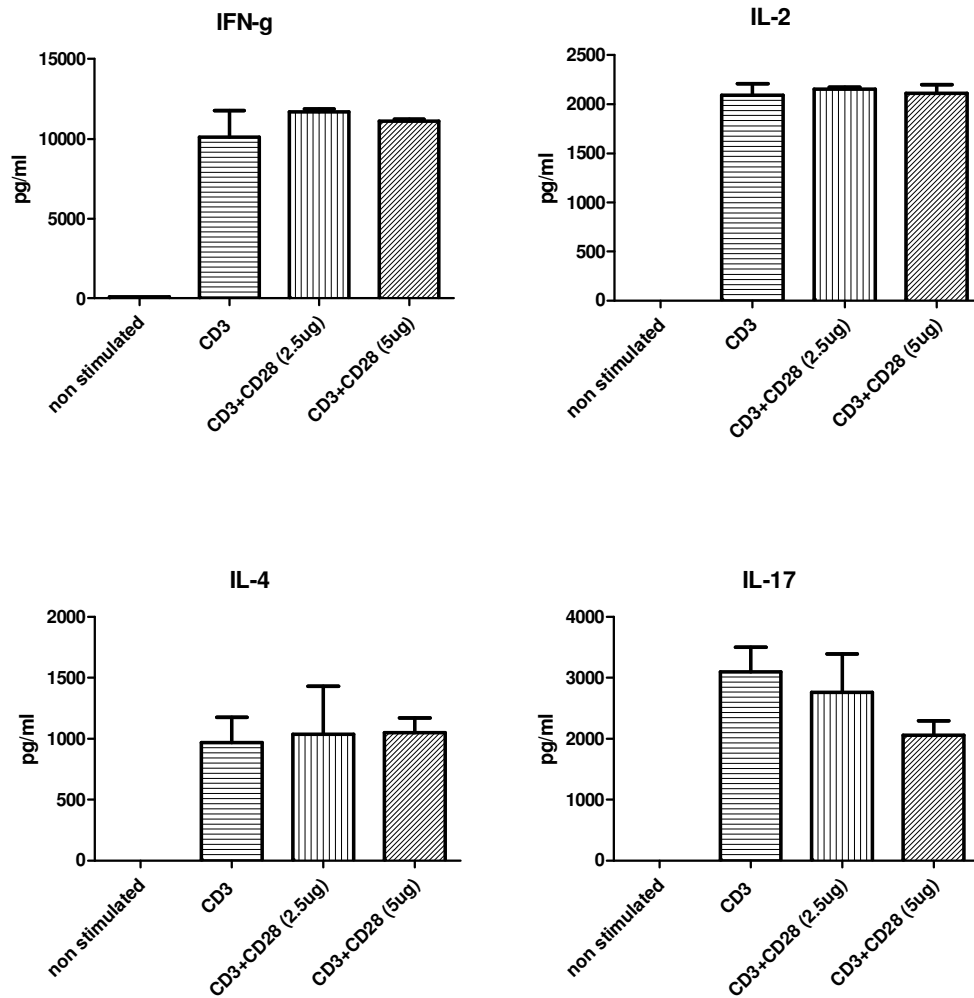 IFN-g
15000
10000
5000
0
pg/ml
non stimulated
CD3
CD3+CD28 (2.5ug)
CD3+CD28 (5ug)
IL-2
2500
2000
1500
1000
500
0
pg/ml
non stimulated
CD3
CD3+CD28 (2.5ug)
CD3+CD28 (5ug)
IL-4
2000
1500
1000
500
0
pg/ml
non stimulated
CD3
CD3+CD28 (2.5ug)
CD3+CD28 (5ug)
IL-17
4000
3000
2000
1000
0
pg/ml
non stimulated
CD3
CD3+CD28 (2.5ug)
CD3+CD28 (5ug)